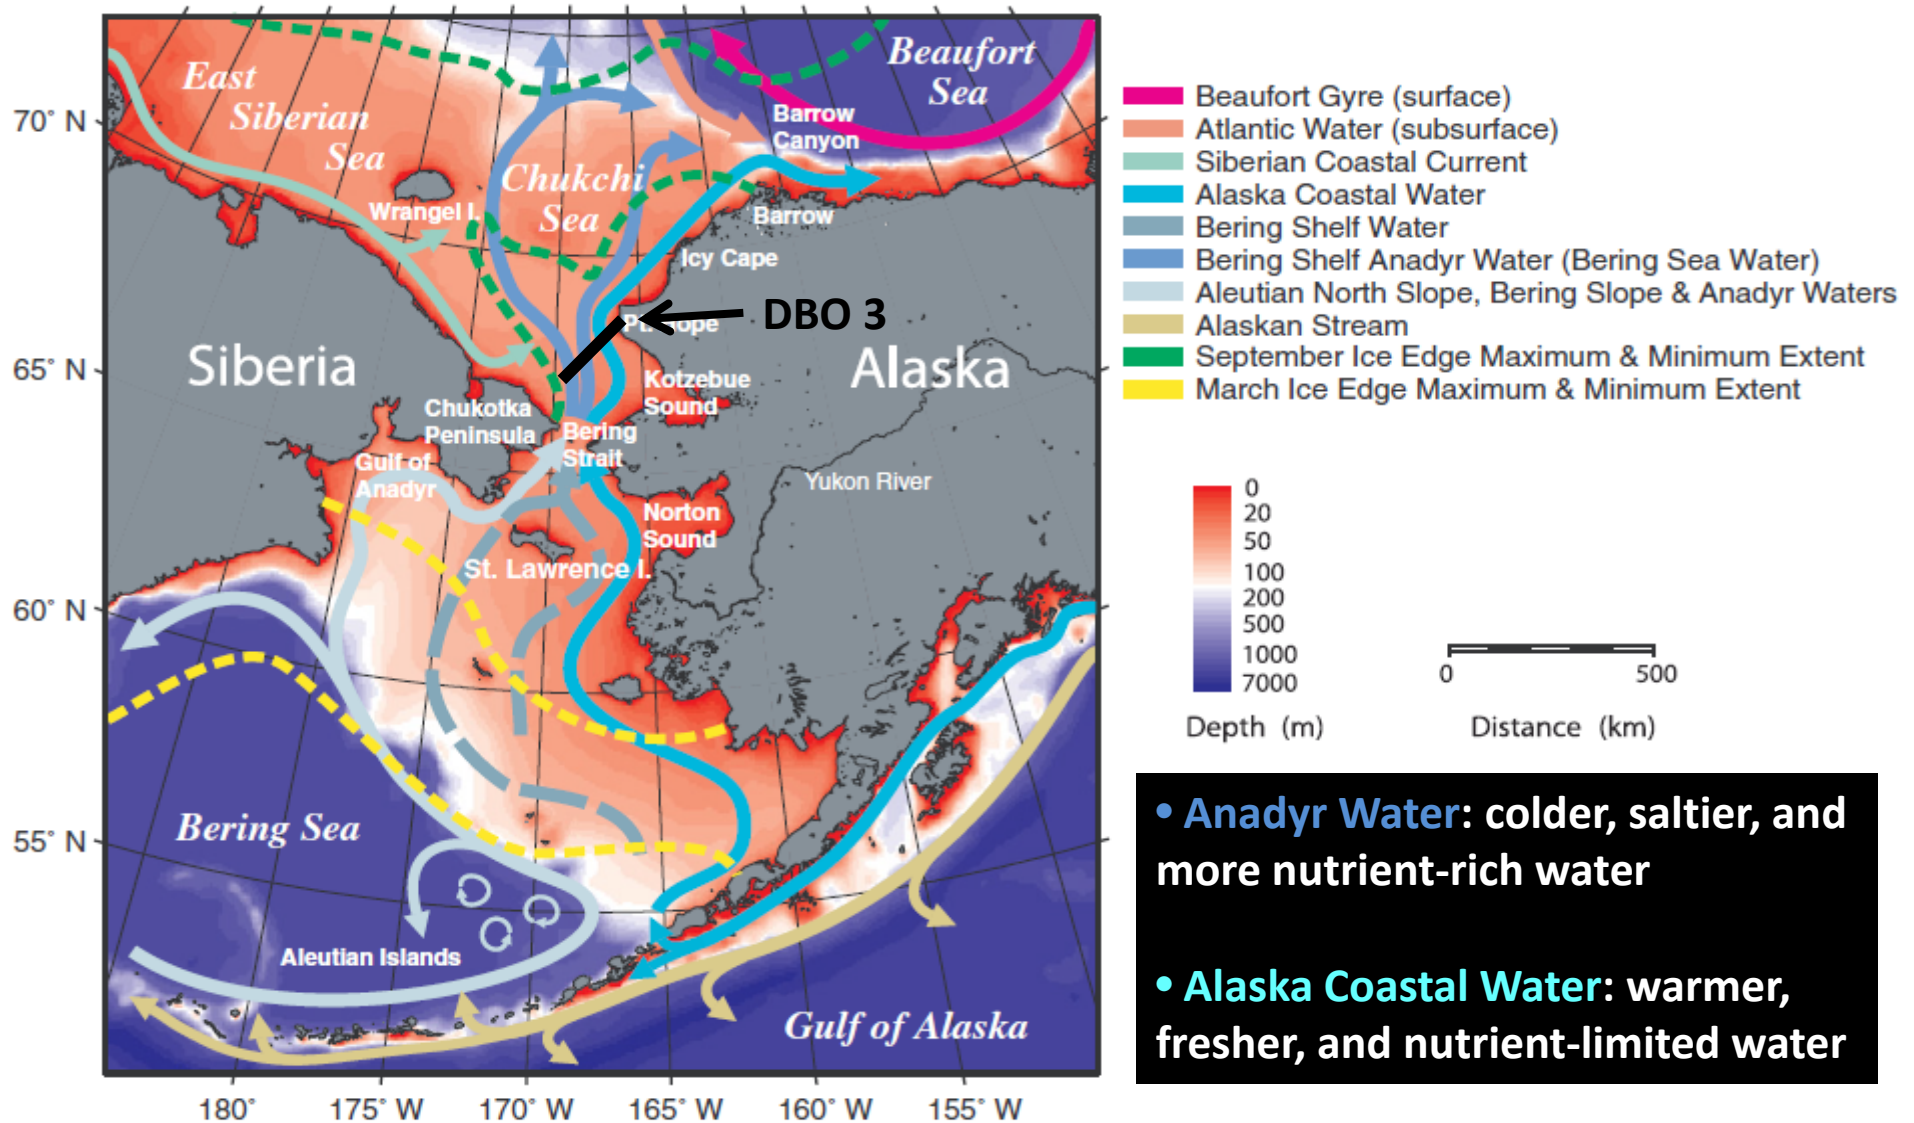 East
Siberian
Sea
Beaufort
Sea
Barrow
Canyon
Chukchi
Sea
Wrangel I.
Barrow
Icy Cape
Pt. Hope
DBO 3
Siberia
Alaska
Kotzebue
Sound
Chukotka
Peninsula
Bering
Strait
Gulf of
Anadyr
Yukon River
Norton
Sound
St. Lawrence I.
Bering Sea
Aleutian Islands
Gulf of Alaska
70° N
65° N
60° N
55° N
180°
175° W
170° W
165° W
160° W
155° W
Beaufort Gyre (surface)
Atlantic Water (subsurface)
Siberian Coastal Current
Alaska Coastal Water
Bering Shelf Water
Bering Shelf Anadyr Water (Bering Sea Water)
Aleutian North Slope, Bering Slope & Anadyr Waters
Alaskan Stream
September Ice Edge Maximum & Minimum Extent
March Ice Edge Maximum & Minimum Extent
0
20
50
100
200
500
1000
7000
Depth (m)
0 500
Distance (km)
• Anadyr Water: colder, saltier, and
more nutrient-rich water
• Alaska Coastal Water: warmer,
fresher, and nutrient-limited water